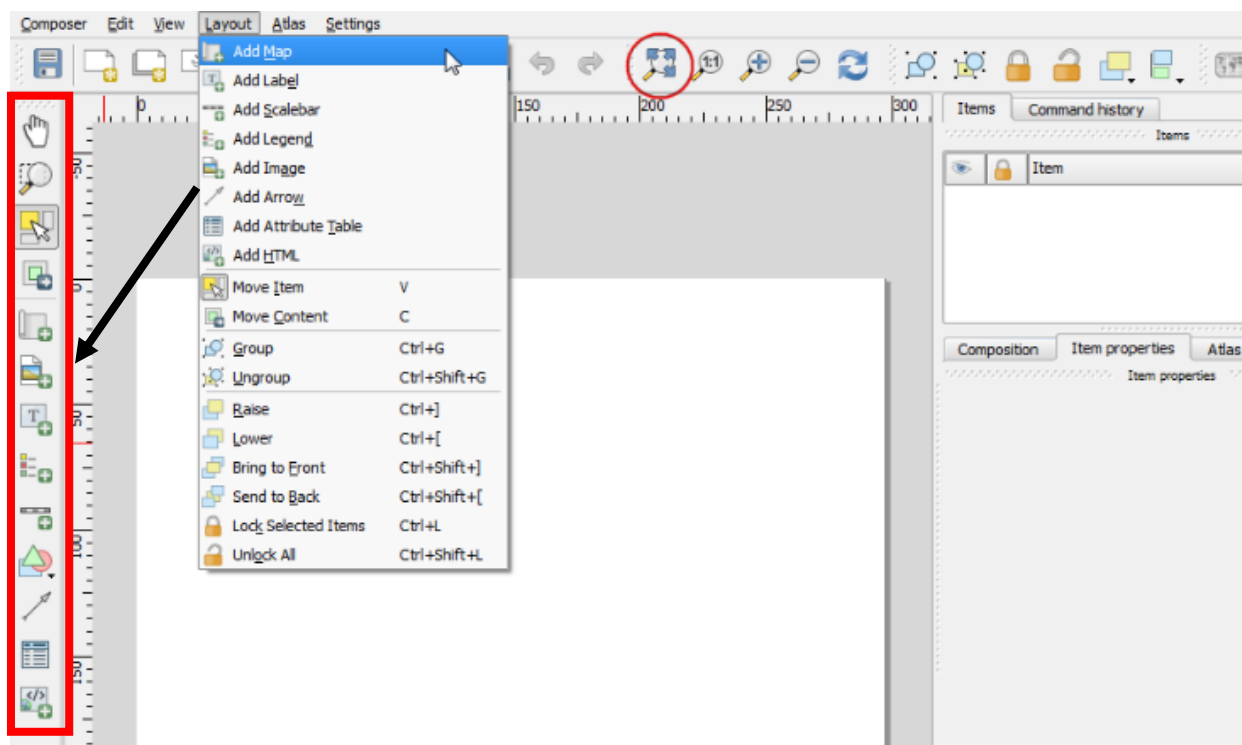 Composer Edit View Layout Atlas Settings
Add Map
Add Label
Add Scalebar
Add Legend
Add Image
Add Arrow
Add Attribute Table
Add HTML
Move Item V
Move Content C
Group Ctrl+G
Ungroup Ctrl+Shift+G
Raise Ctrl+]
Lower Ctrl+[
Bring to Front Ctrl+Shift+]
Send to Back Ctrl+Shift+[
Lock Selected Items Ctrl+L
Unlock All Ctrl+Shift+L
1:1
0 150 200 250 300
50
0
50
100
150
T
</>
Items Command history
Items
Item
Composition Item properties Atlas
Item properties